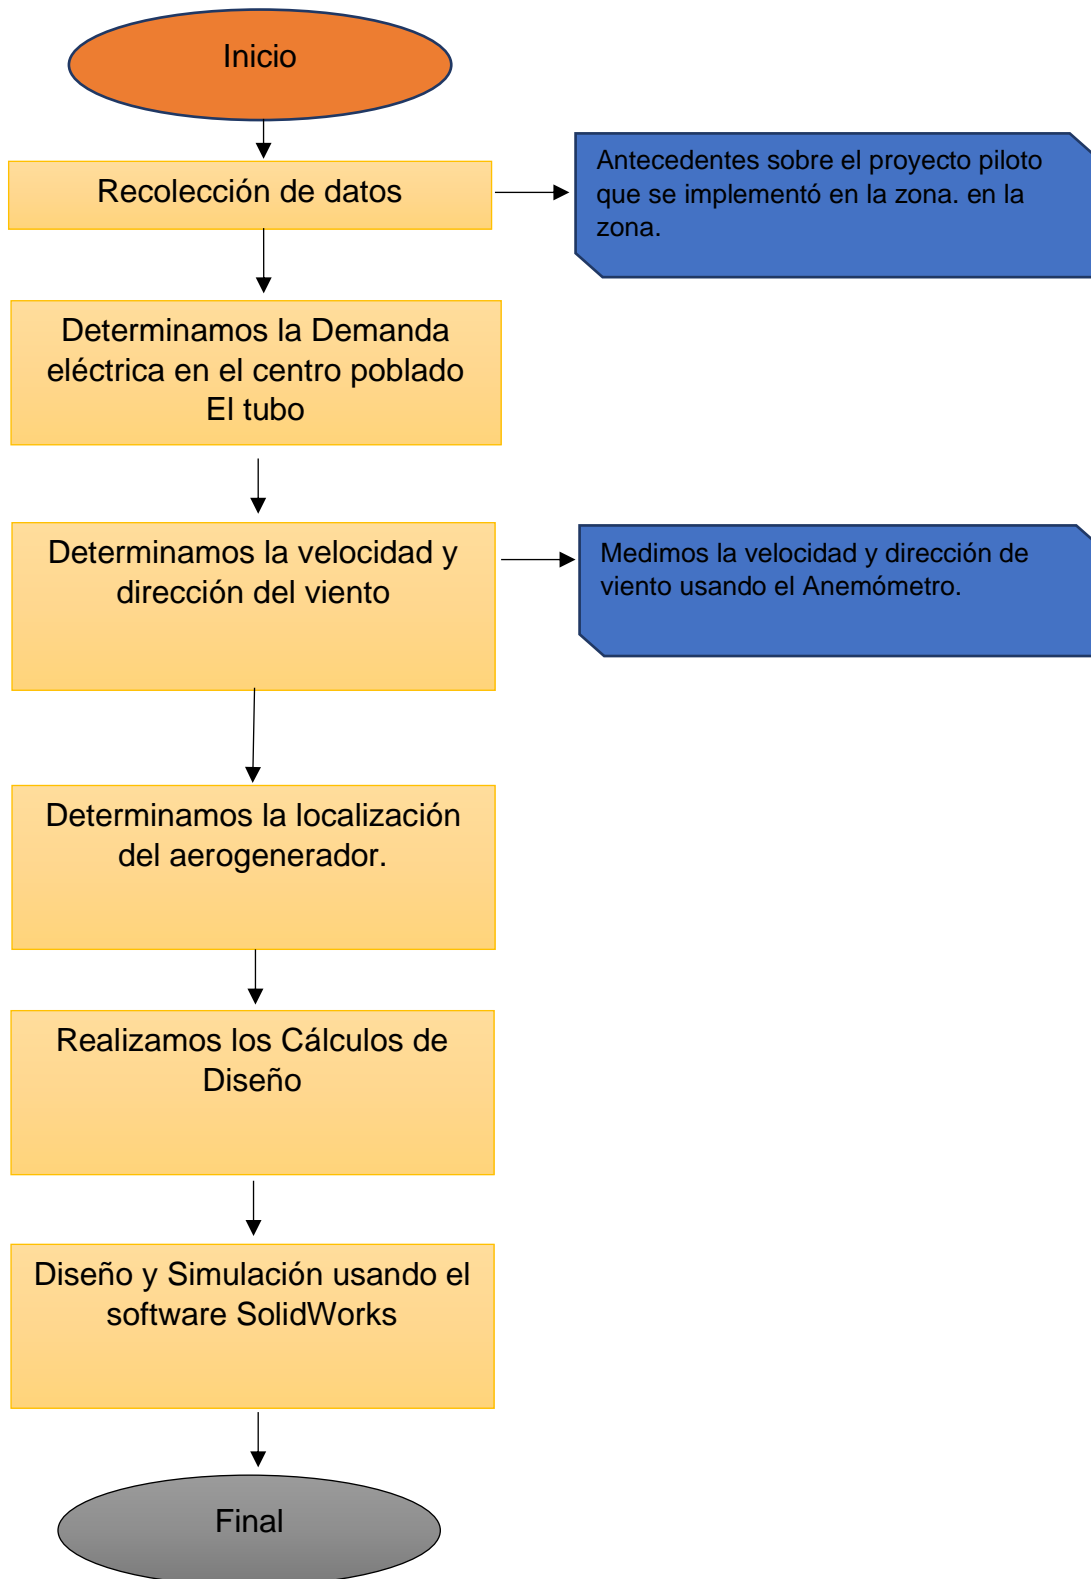 Inicio
Recolección de datos
Antecedentes sobre el proyecto piloto
que se implementó en la zona. en la
zona.
Determinamos la Demanda
eléctrica en el centro poblado
El tubo
Determinamos la velocidad y
dirección del viento
Medimos la velocidad y dirección de
viento usando el Anemómetro.
Determinamos la localización
del aerogenerador.
Realizamos los Cálculos de
Diseño
Diseño y Simulación usando el
software SolidWorks
Final